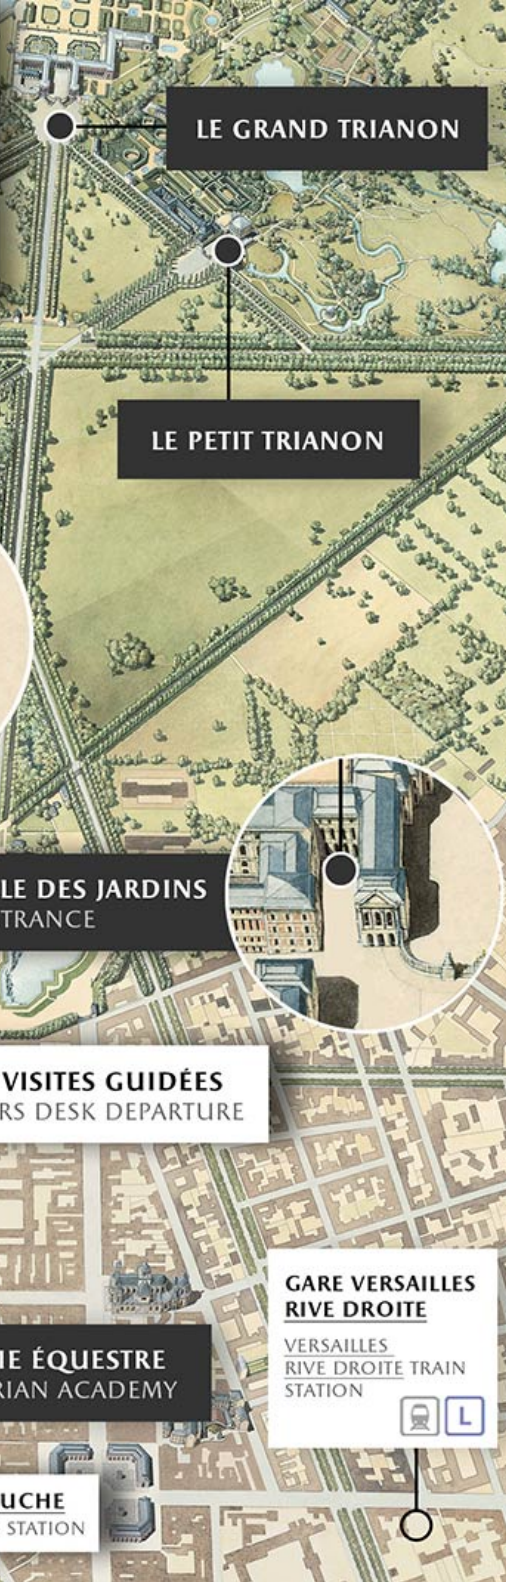 LE GRAND TRIANON
LE PETIT TRIANON
LE DES JARDINS
TRANCE
VISITES GUIDÉES
RS DESK DEPARTURE
GARE VERSAILLES
RIVE DROITE
VERSAILLES
RIVE DROITE TRAIN
STATION
L
IE ÉQUESTRE
RIAN ACADEMY
UCHE
STATION